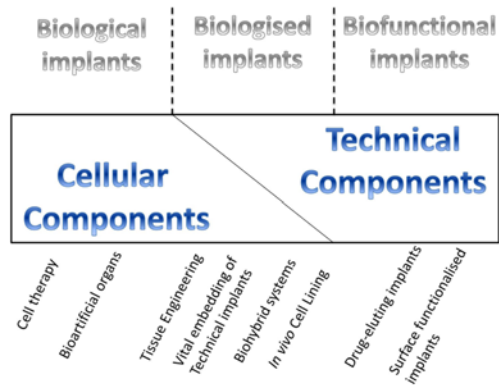 Biological
implants
Biologised
implants
Biofunctional
implants
Technical
Components
Cellular
Components
Cell therapy
Bioartificial organs
Tissue Engineering
Vital embedding of
Technical implants
Biohybrid systems
In vivo Cell Lining
Drug-eluting implants
Surface functionalised
implants